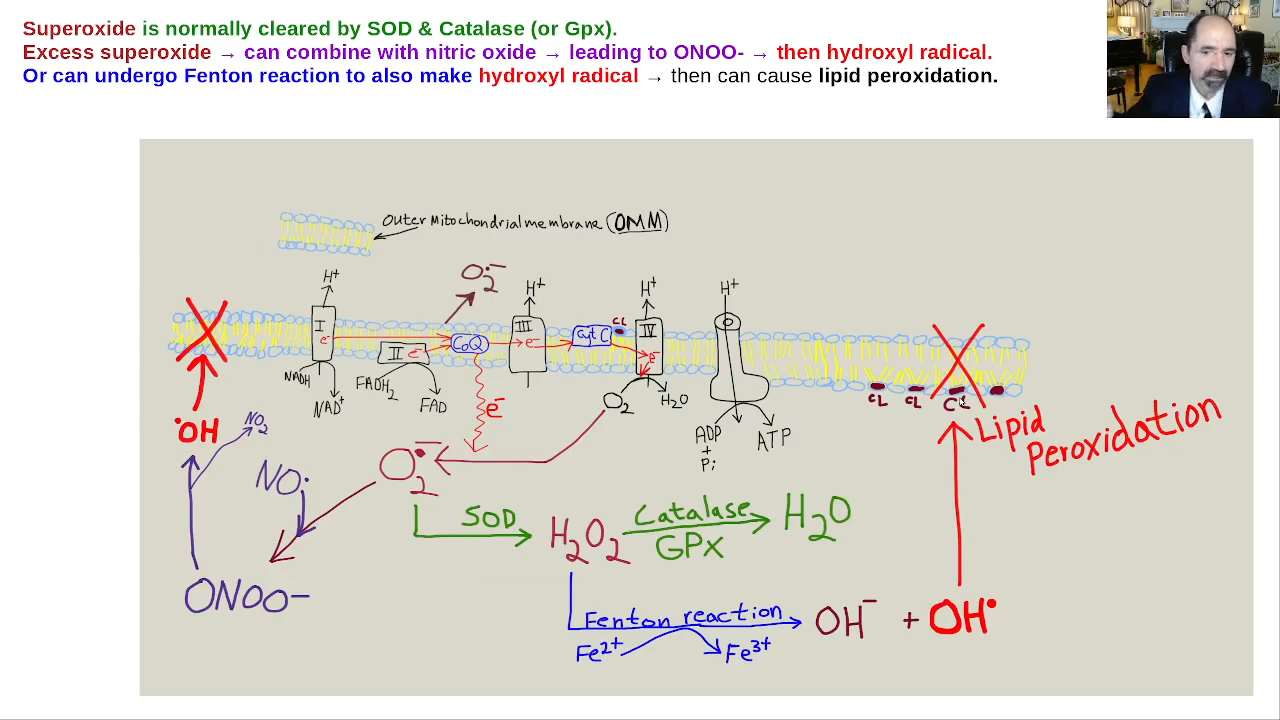 Superoxide is normally cleared by SOD & Catalase (or Gpx).
Excess superoxide → can combine with nitric oxide → leading to ONOO- → then hydroxyl radical.
Or can undergo Fenton reaction to also make hydroxyl radical → then can cause lipid peroxidation.
Outer Mitochondrial membrane (OMM)
O₂•−
H+
H+
H+
H+
I
e-
II e-
CoQ
III
e-
Cyt C
CL
IV
e-
NADH
NAD+
FADH2
FAD
e-
O2
H2O
ADP
+
Pi
ATP
CL
CL
CL
Lipid
Peroxidation
•OH
NO2
NO•
O₂•−
ONOO−
SOD
H2O2
Catalase
GPX
H2O
Fenton reaction
Fe2+
Fe3+
OH− + OH•